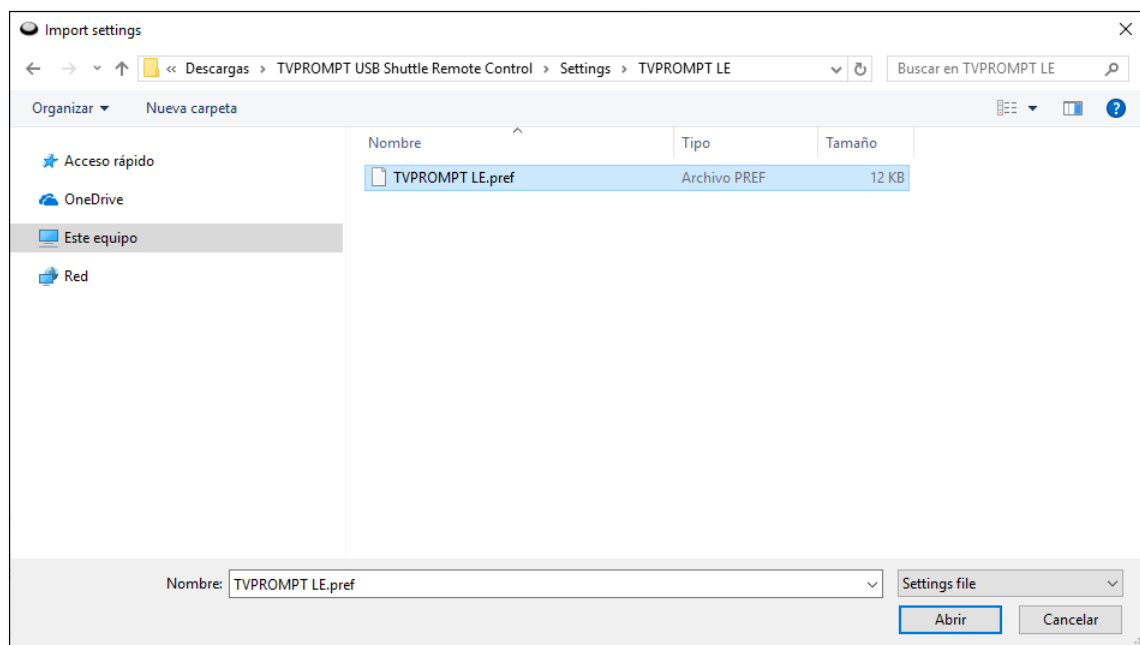 Import settings
« Descargas > TVPROMPT USB Shuttle Remote Control > Settings > TVPROMPT LE
Buscar en TVPROMPT LE
Organizar Nueva carpeta
Acceso rápido
OneDrive
Este equipo
Red
Nombre Tipo Tamaño
TVPROMPT LE.pref Archivo PREF 12 KB
Nombre: TVPROMPT LE.pref Settings file
Abrir Cancelar